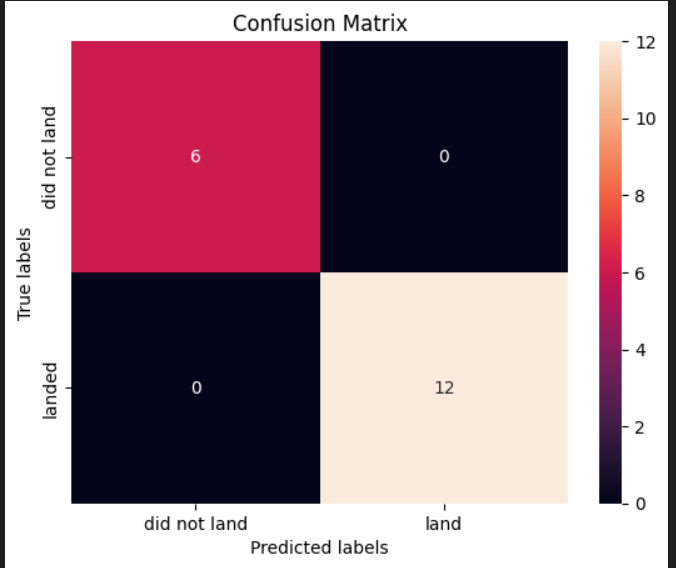 Confusion Matrix
True labels
did not land
landed
6
0
0
12
did not land
land
Predicted labels
12
10
8
6
4
2
0